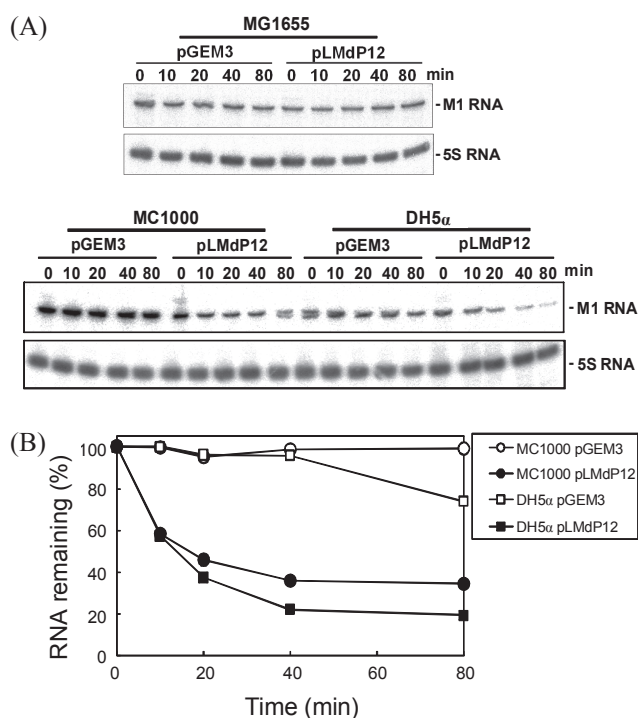 (A)
MG1655
pGEM3 pLMdP12
0 10 20 40 80 0 10 20 40 80 min
-M1 RNA
-5S RNA
MC1000 DH5α
pGEM3 pLMdP12 pGEM3 pLMdP12
0 10 20 40 80 0 10 20 40 80 0 10 20 40 80 0 10 20 40 80 min
-M1 RNA
-5S RNA
(B)
RNA remaining (%)
100
80
60
40
20
0
0 20 40 60 80
Time (min)
MC1000 pGEM3
MC1000 pLMdP12
DH5α pGEM3
DH5α pLMdP12